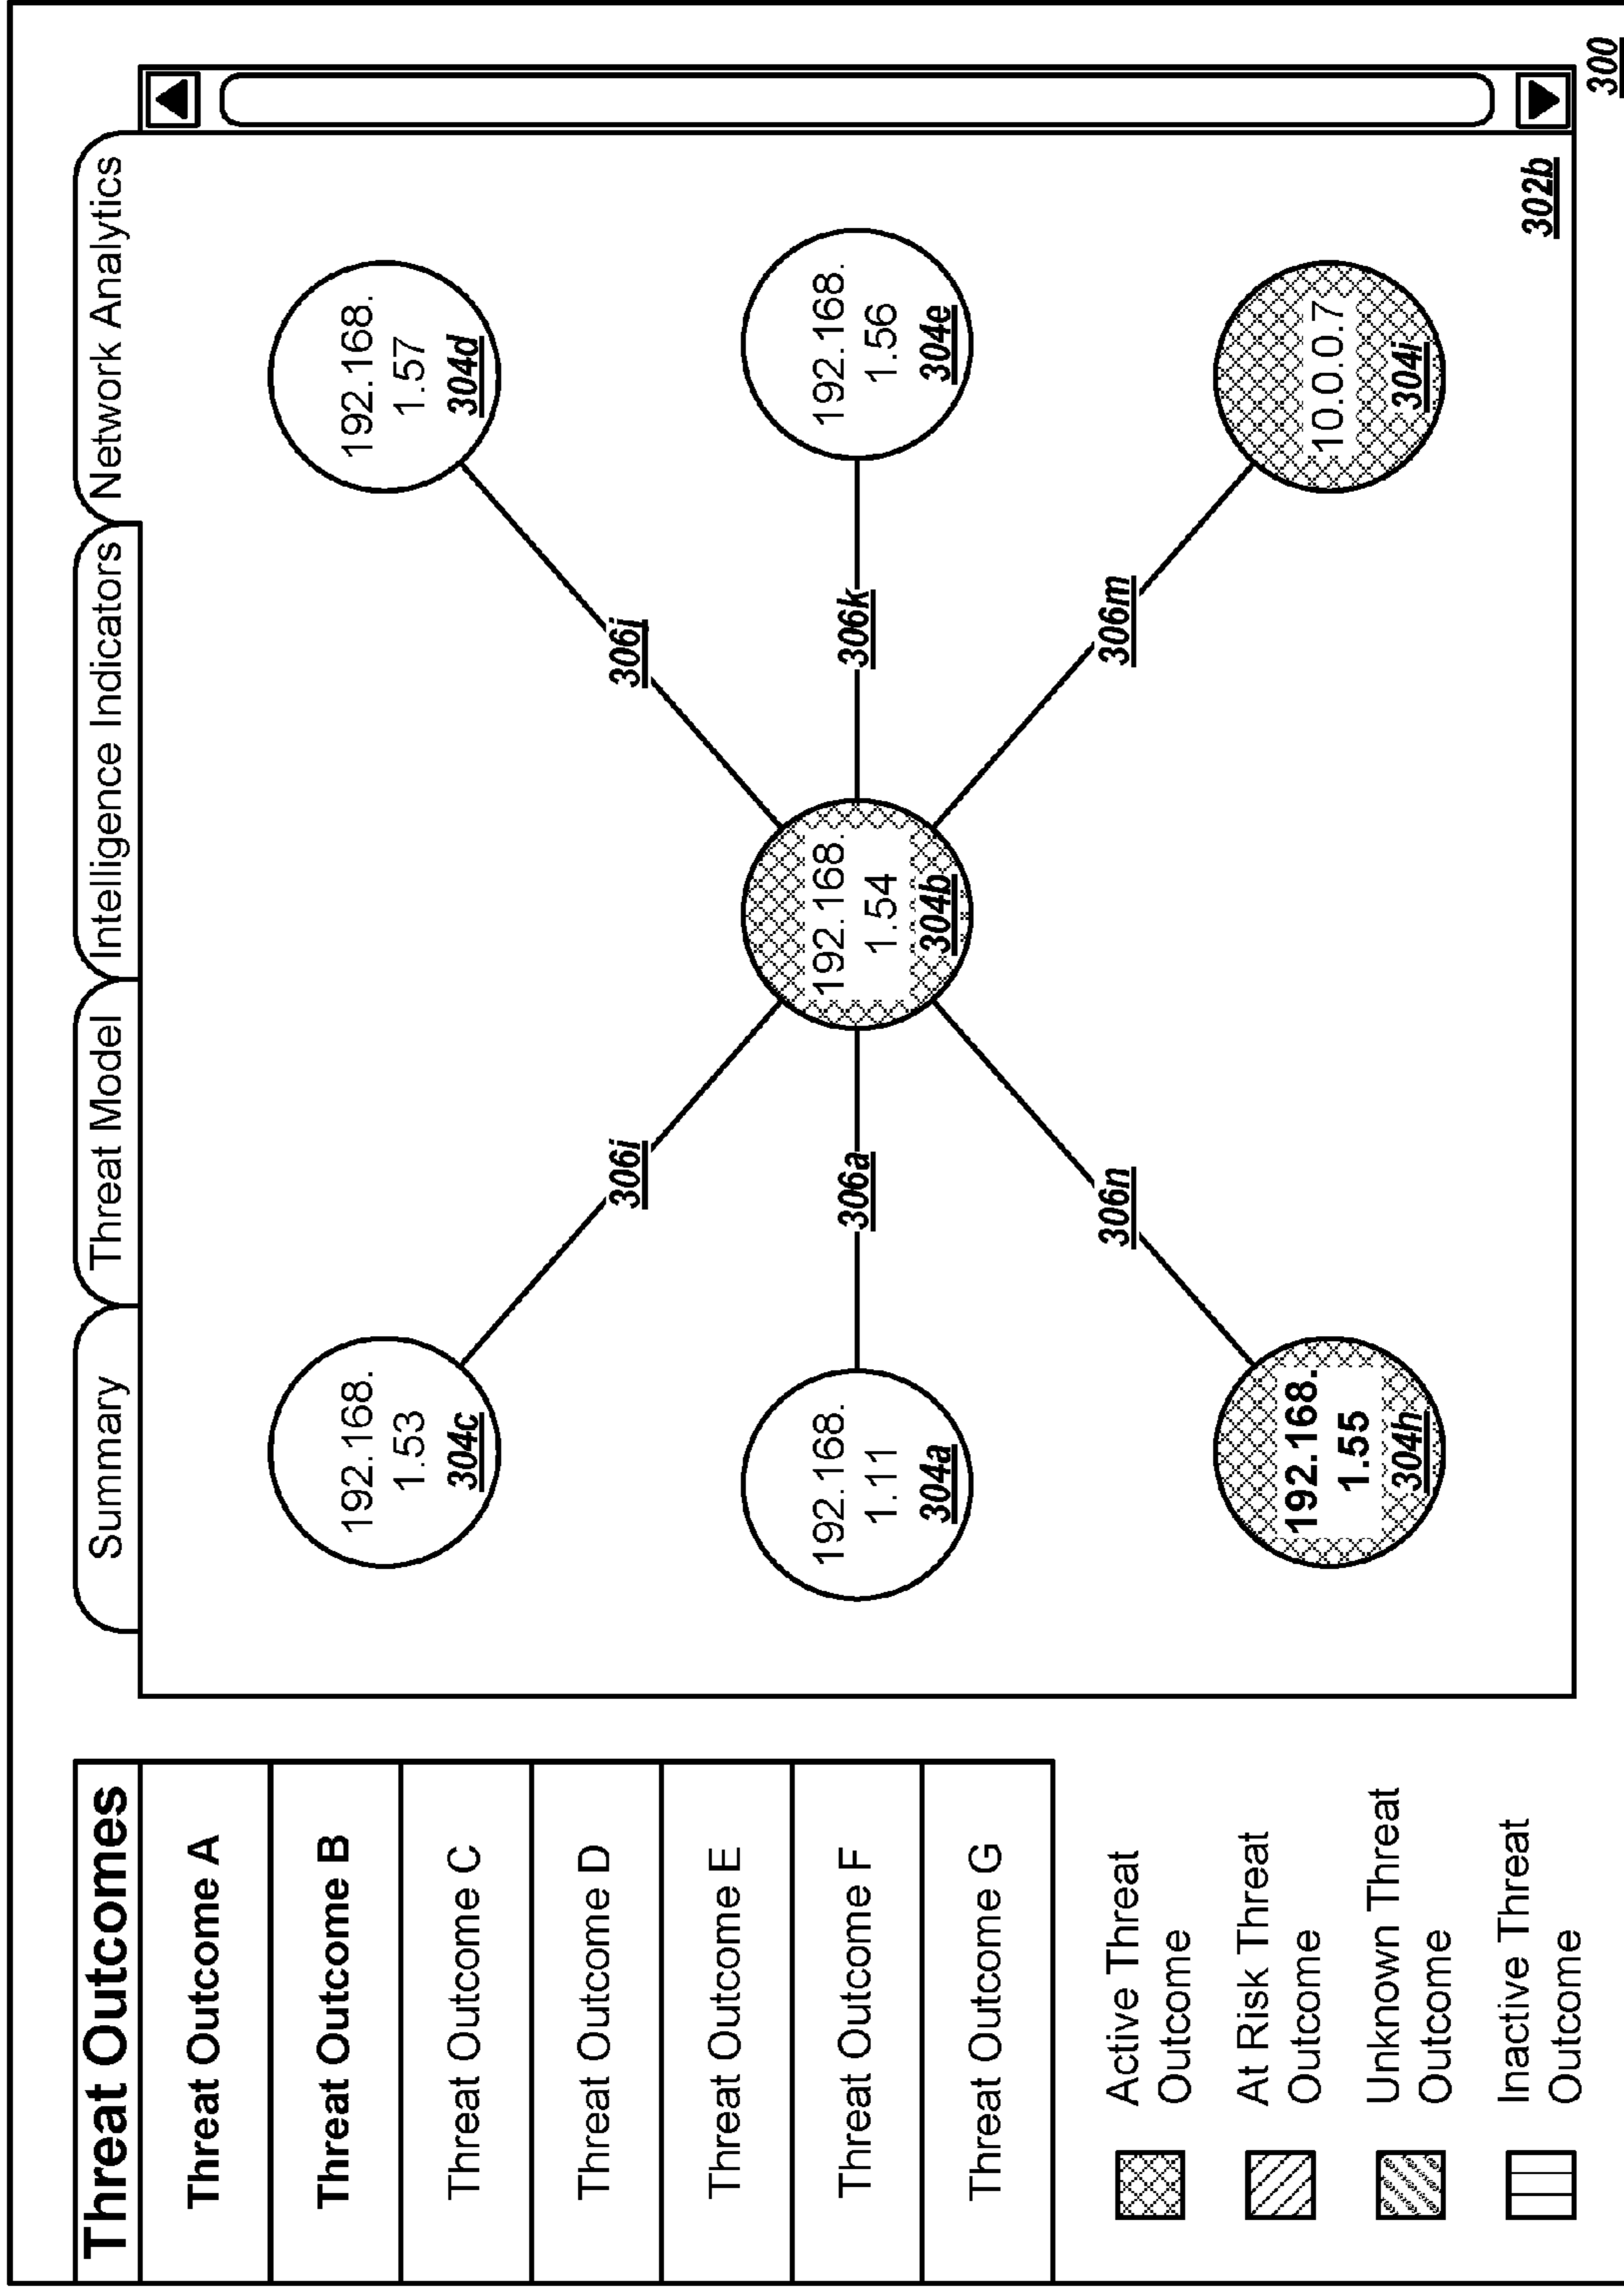 Threat Outcomes
Threat Outcome A
Threat Outcome B
Threat Outcome C
Threat Outcome D
Threat Outcome E
Threat Outcome F
Threat Outcome G
Active Threat
Outcome
At Risk Threat
Outcome
Unknown Threat
Outcome
Inactive Threat
Outcome
Summary
Threat Model
Intelligence Indicators
Network Analytics
192.168.
1.53
304c
192.168.
1.57
304d
306i
306j
192.168.
1.11
304a
306a
192.168.
1.54
304b
306k
192.168.
1.56
304e
306n
306m
192.168.
1.55
304h
10.0.0.7
304i
302b
300